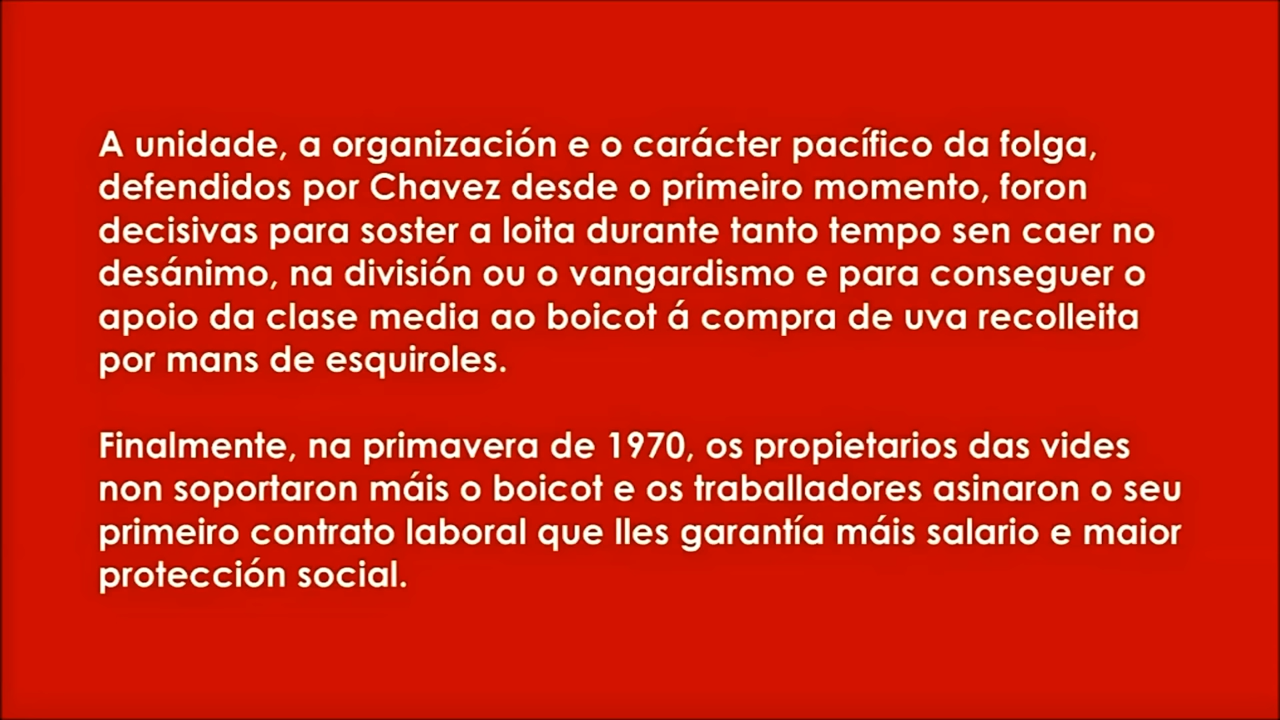 A unidade, a organización e o carácter pacífico da folga,
defendidos por Chavez desde o primeiro momento, foron
decisivas para soster a loita durante tanto tempo sen caer no
desánimo, na división ou o vangardismo e para conseguer o
apoio da clase media ao boicot á compra de uva recolleita
por mans de esquiroles.
Finalmente, na primavera de 1970, os propietarios das vides
non soportaron máis o boicot e os traballadores asinaron o seu
primeiro contrato laboral que lles garantía máis salario e maior
protección social.